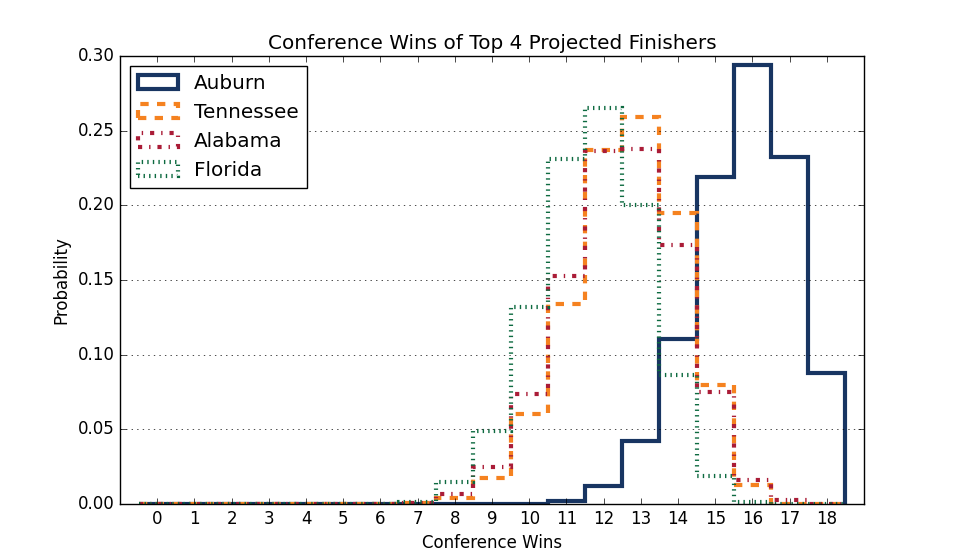 Conference Wins of Top 4 Projected Finishers
Auburn
Tennessee
Alabama
Florida
Probability
0.30
0.25
0.20
0.15
0.10
0.05
0.00
0 1 2 3 4 5 6 7 8 9 10 11 12 13 14 15 16 17 18
Conference Wins